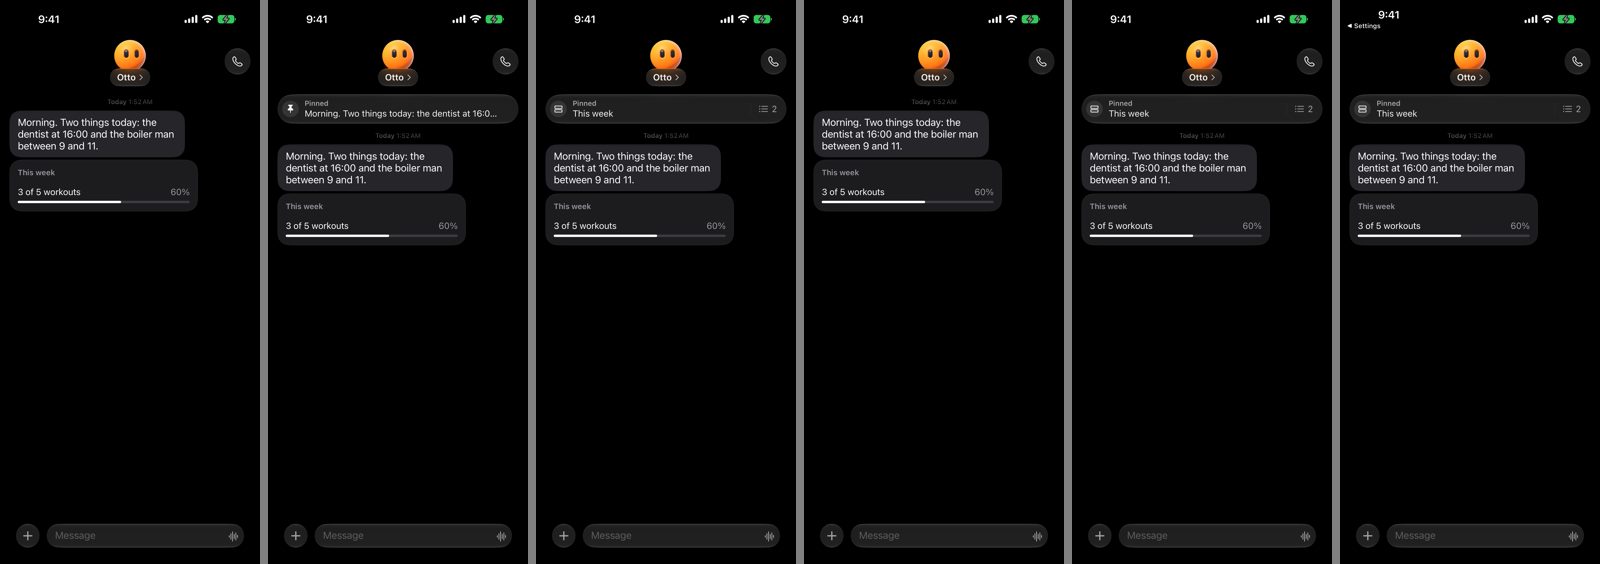 9:41
Otto >
Today 1:52 AM
Morning. Two things today: the
dentist at 16:00 and the boiler man
between 9 and 11.
This week
3 of 5 workouts 60%
Message
9:41
Otto >
Pinned
Morning. Two things today: the dentist at 16:0...
Today 1:52 AM
Morning. Two things today: the
dentist at 16:00 and the boiler man
between 9 and 11.
This week
3 of 5 workouts 60%
Message
9:41
Otto >
Pinned
This week 2
Today 1:52 AM
Morning. Two things today: the
dentist at 16:00 and the boiler man
between 9 and 11.
This week
3 of 5 workouts 60%
Message
9:41
Otto >
Today 1:52 AM
Morning. Two things today: the
dentist at 16:00 and the boiler man
between 9 and 11.
This week
3 of 5 workouts 60%
Message
9:41
Otto >
Pinned
This week 2
Today 1:52 AM
Morning. Two things today: the
dentist at 16:00 and the boiler man
between 9 and 11.
This week
3 of 5 workouts 60%
Message
9:41
◀ Settings
Otto >
Pinned
This week 2
Today 1:52 AM
Morning. Two things today: the
dentist at 16:00 and the boiler man
between 9 and 11.
This week
3 of 5 workouts 60%
Message